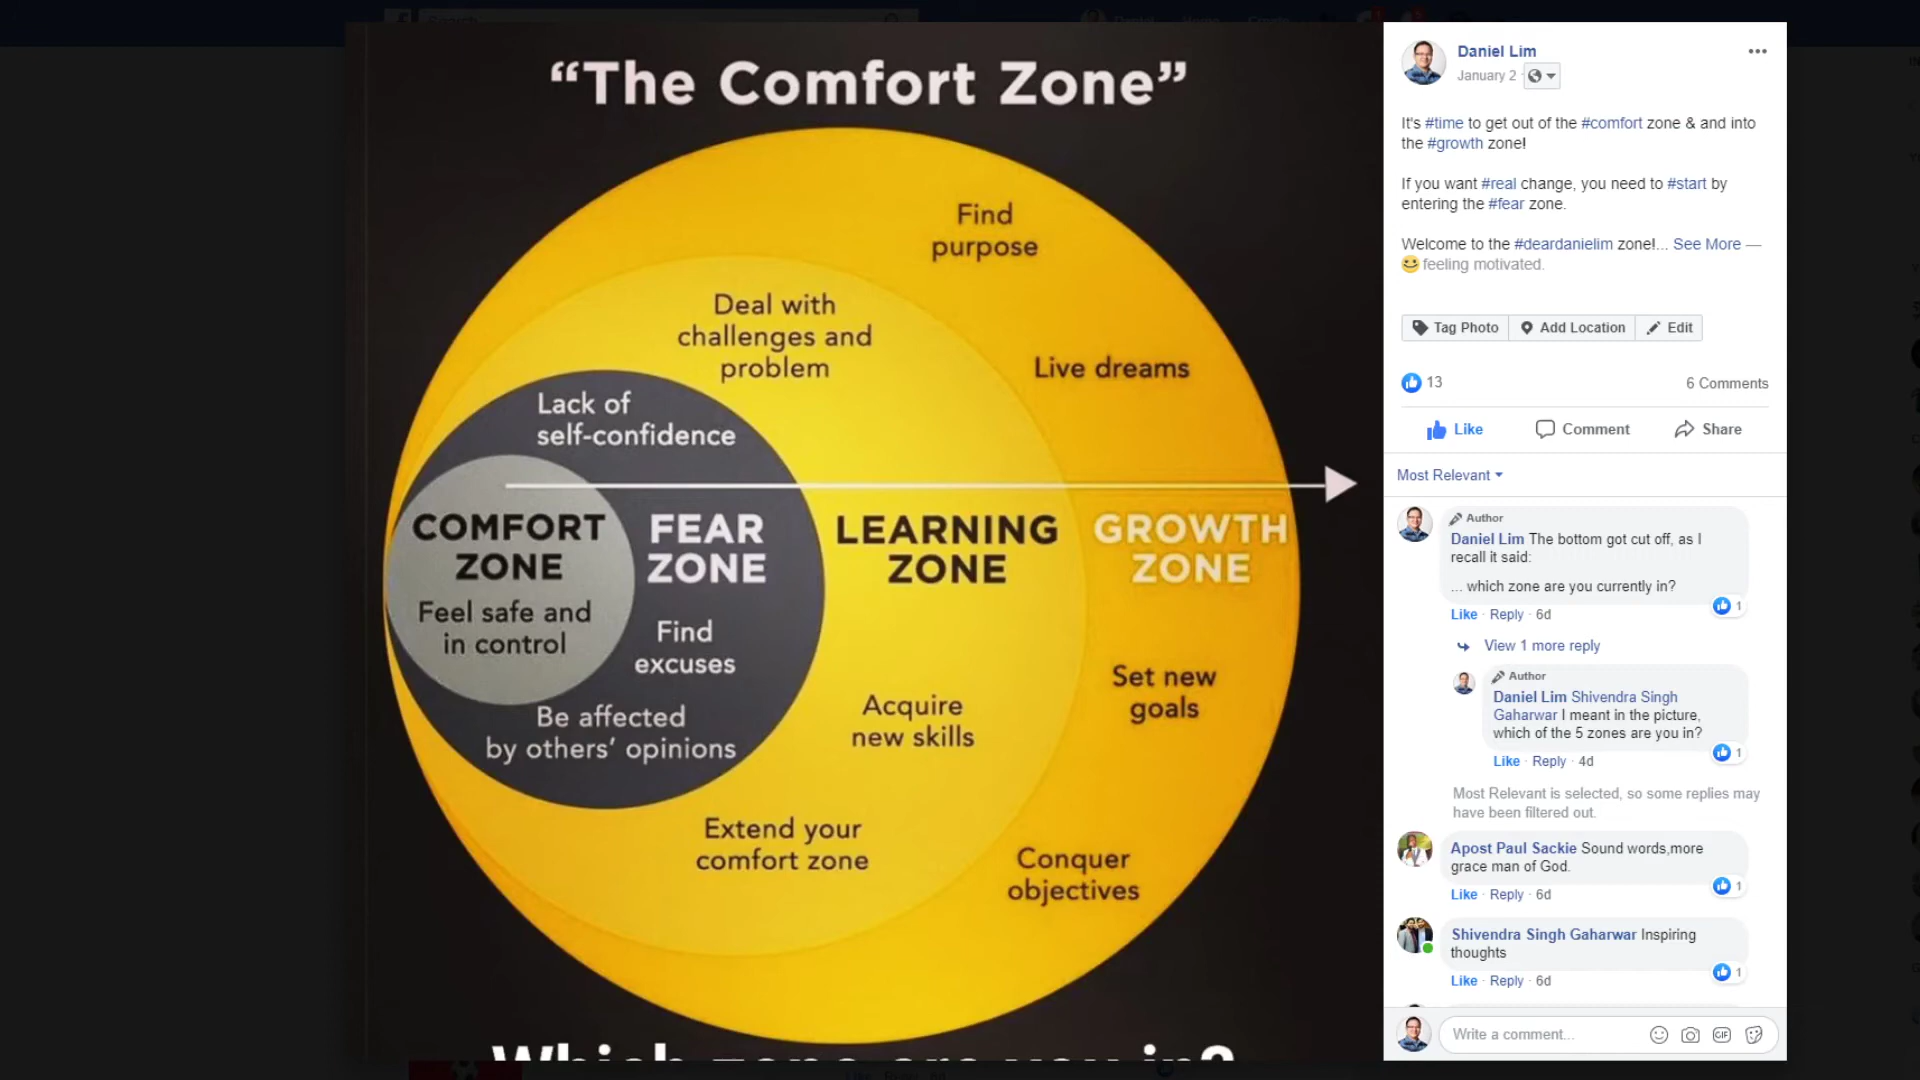 “The Comfort Zone”
Find
purpose
Deal with
challenges and
problem
Live dreams
Lack of
self-confidence
COMFORT
ZONE
Feel safe and
in control
FEAR
ZONE
Find
excuses
Be affected
by others’ opinions
LEARNING
ZONE
Acquire
new skills
Extend your
comfort zone
GROWTH
ZONE
Set new
goals
Conquer
objectives
Which zone are you in?
Daniel Lim
January 2 ·
It's #time to get out of the #comfort zone & and into
the #growth zone!
If you want #real change, you need to #start by
entering the #fear zone.
Welcome to the #deardanielim zone!... See More —
feeling motivated.
Tag Photo
Add Location
Edit
13
6 Comments
Like
Comment
Share
Most Relevant
Author
Daniel Lim The bottom got cut off, as I
recall it said:
... which zone are you currently in?
1
Like · Reply · 6d
View 1 more reply
Author
Daniel Lim Shivendra Singh
Gaharwar I meant in the picture,
which of the 5 zones are you in?
1
Like · Reply · 4d
Most Relevant is selected, so some replies may
have been filtered out.
Apost Paul Sackie Sound words,more
grace man of God.
1
Like · Reply · 6d
Shivendra Singh Gaharwar Inspiring
thoughts
1
Like · Reply · 6d
Write a comment...
GIF